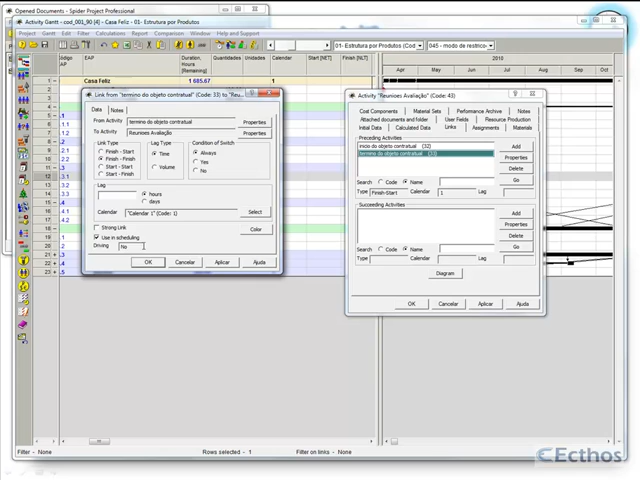 Opened Documents - Spider Project Professional
Activity Gantt - cod_001_90 [4] - Casa Feliz - 01- Estrutura por Produtos
Project Edit Filter Calculations Report Comparison Window Help and Support
Start [NET]
01- Estrutura por Produtos (Cod
045 - modo de restric
Código AP
EAP
Duration, Hours [Remaining]
Quantidades
Unidades
Calendar
Start [NET]
Finish [NLT]
2010
Apr May Jun Jul Aug Sep Oct
1 Casa Feliz 1 685.67 1
Link from "termino do objeto contratual" (Code: 33) to "Reu...
Data Notes
From Activity termino do objeto contratual Properties
To Activity Reunioes Avaliação Properties
Link Type Lag Type Condition of Switch
Finish - Start
Finish - Finish
Start - Start
Start - Finish
Time
Volume
Always
Yes
No
Lag
hours
days
Calendar "Calendar 1" (Code: 1) Select
Strong Link
Use in scheduling
Color
Driving No
OK Cancelar Aplicar Ajuda
Activity "Reunioes Avaliação" (Code: 43)
Cost Components Material Sets Performance Archive Notes
Attached documents and folder User Fields Resource Production
Initial Data Calculated Data Links Assignments Materials
Preceding Activities
Inicio do objeto contratual (32)
termino do objeto contratual (33)
Add
Properties
Delete
Go
Search Code Name
Type Finish-Start Calendar 1 Lag
Succeeding Activities
Add
Properties
Delete
Go
Search Code Name
Type Calendar Lag
Diagram
OK Cancelar Aplicar Ajuda
Filter - None Rows selected - 1 Filter on links - None
Ecthos